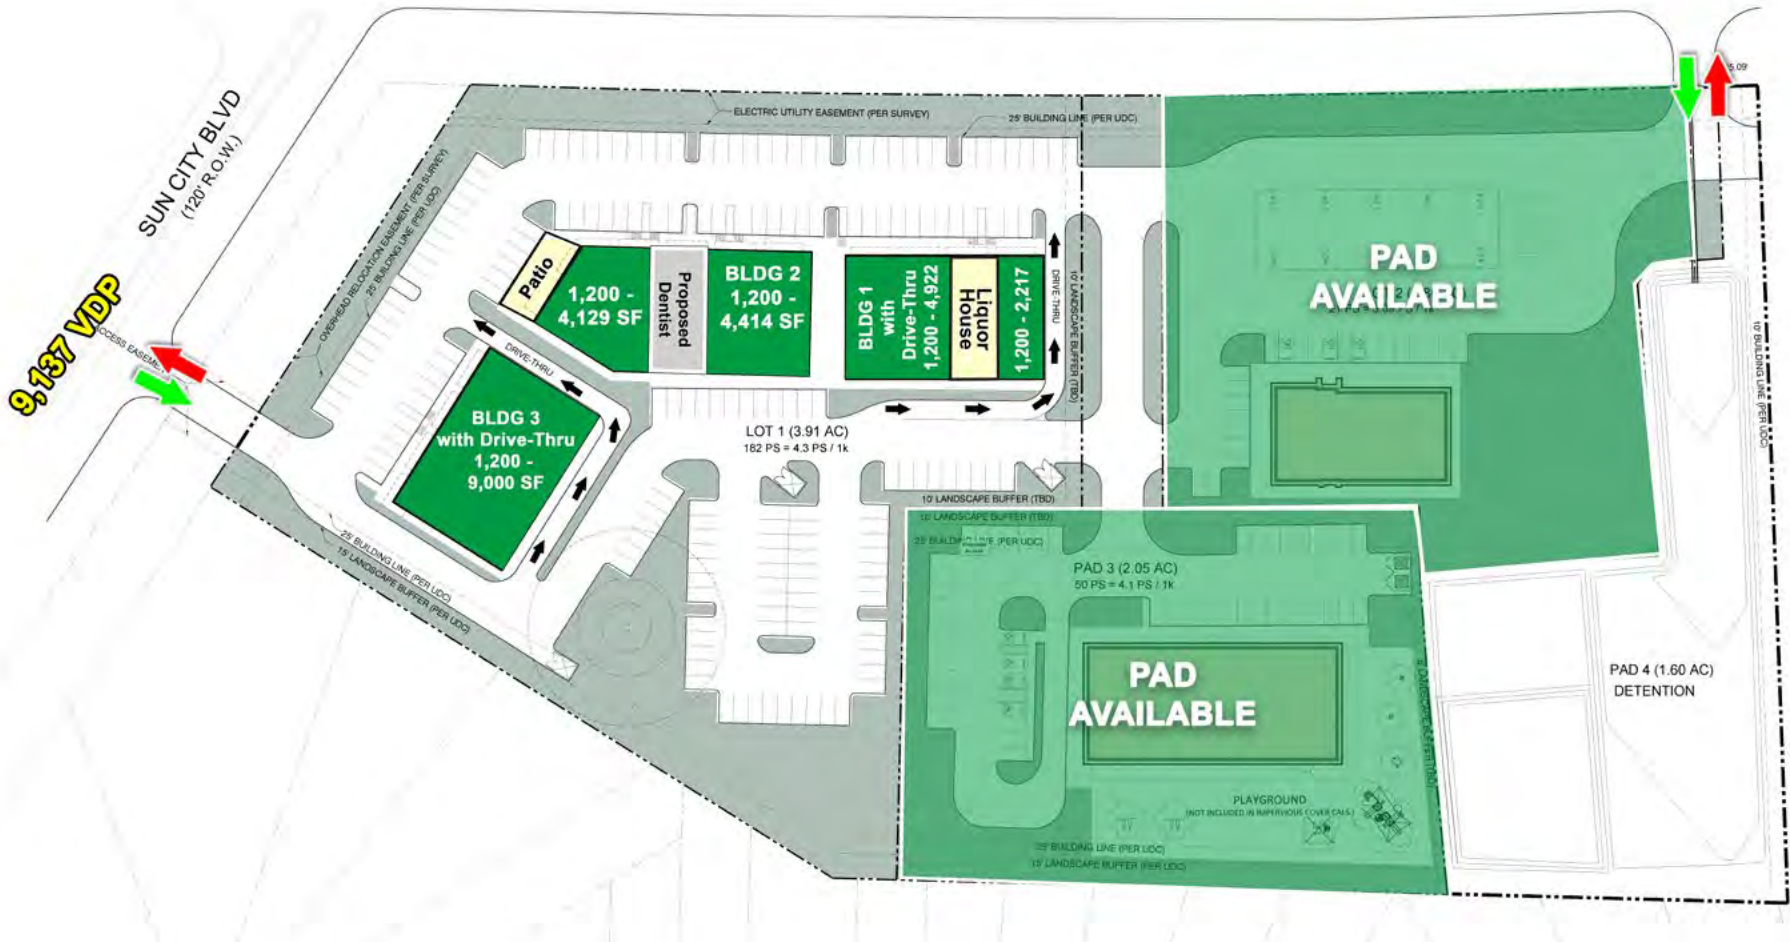 SUN CITY BLVD
(120' R.O.W.)
9,137 VDP
ACCESS EASEMENT
ELECTRIC UTILITY EASEMENT (PER SURVEY)
25' BUILDING LINE (PER UDC)
OVERHEAD RELOCATION EASEMENT (PER SURVEY)
25' BUILDING LINE (PER UDC)
Patio
1,200 -
4,129 SF
Proposed
Dentist
BLDG 2
1,200 -
4,414 SF
BLDG 1
with
Drive-Thru
1,200 - 4,922
Liquor
House
1,200 - 2,217
DRIVE-THRU
10' LANDSCAPE BUFFER (TBD)
DRIVE-THRU
BLDG 3
with Drive-Thru
1,200 -
9,000 SF
LOT 1 (3.91 AC)
182 PS = 4.3 PS / 1k
25' BUILDING LINE (PER UDC)
15' LANDSCAPE BUFFER (PER UDC)
10' LANDSCAPE BUFFER (TBD)
10' LANDSCAPE BUFFER (TBD)
25' BUILDING LINE (PER UDC)
PAD
AVAILABLE
10' BUILDING LINE (PER UDC)
PAD 3 (2.05 AC)
50 PS = 4.1 PS / 1k
PAD
AVAILABLE
PLAYGROUND
(NOT INCLUDED IN IMPERVIOUS COVER CALC.)
25' BUILDING LINE (PER UDC)
15' LANDSCAPE BUFFER (PER UDC)
PAD 4 (1.60 AC)
DETENTION